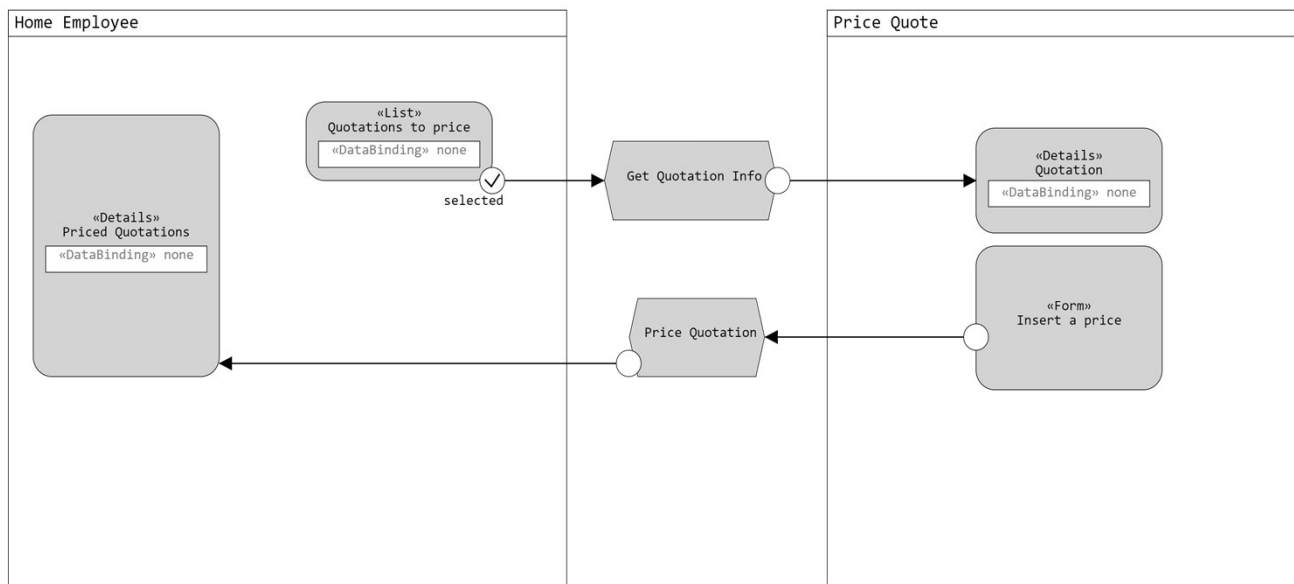 Home Employee
Price Quote
«List»
Quotations to price
«DataBinding» none
selected
Get Quotation Info
«Details»
Quotation
«DataBinding» none
«Details»
Priced Quotations
«DataBinding» none
Price Quotation
«Form»
Insert a price